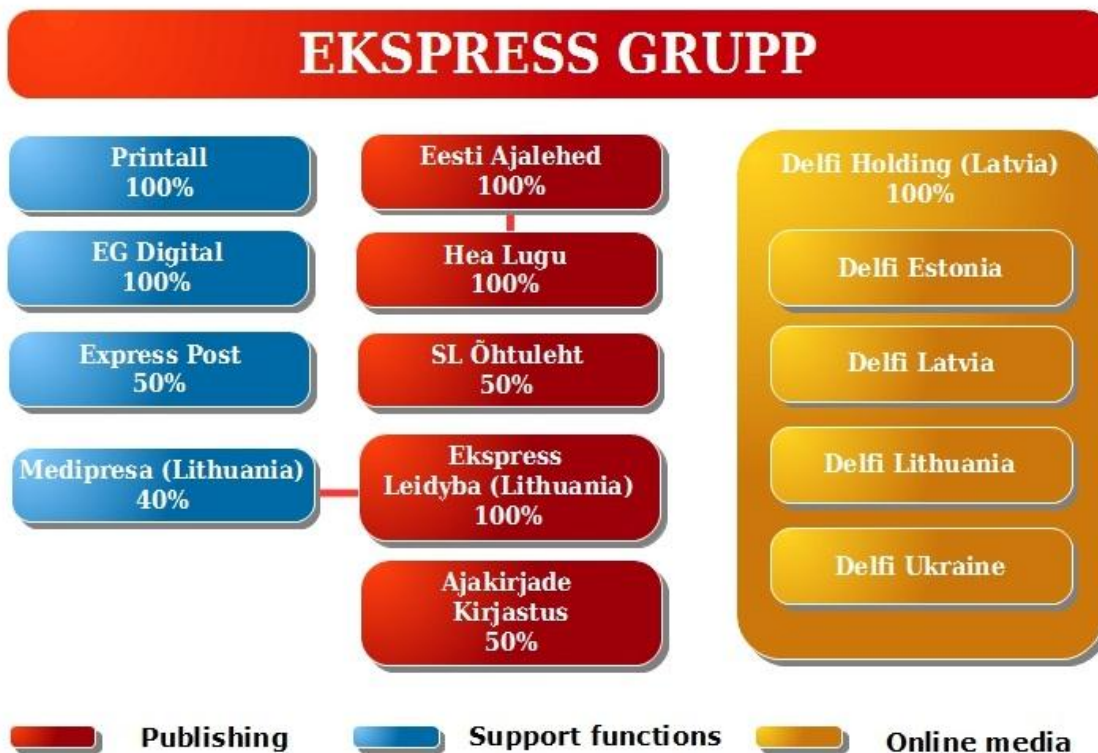 EKSPRESS GRUPP
Printall
100%
EG Digital
100%
Express Post
50%
Medipresa (Lithuania)
40%
Eesti Ajalehed
100%
Hea Lugu
100%
SL Õhtuleht
50%
Ekspress
Leidyba (Lithuania)
100%
Ajakirjade
Kirjastus
50%
Delfi Holding (Latvia)
100%
Delfi Estonia
Delfi Latvia
Delfi Lithuania
Delfi Ukraine
Publishing
Support functions
Online media